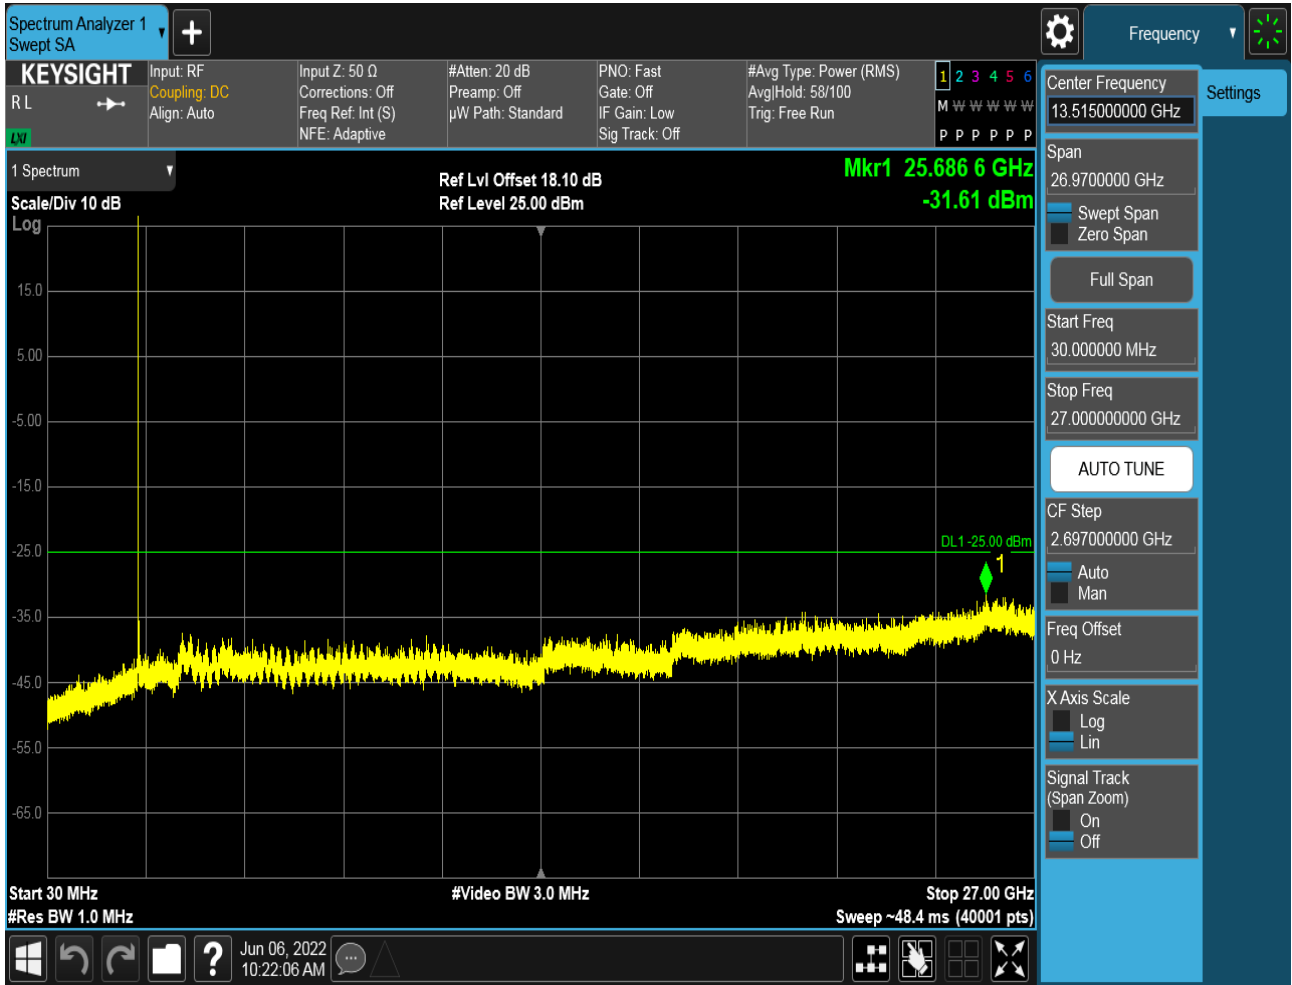 Spectrum Analyzer 1
Swept SA
+
Frequency
KEYSIGHT
R L
LXI
Input: RF
Coupling: DC
Align: Auto
Input Z: 50 Ω
Corrections: Off
Freq Ref: Int (S)
NFE: Adaptive
#Atten: 20 dB
Preamp: Off
µW Path: Standard
PNO: Fast
Gate: Off
IF Gain: Low
Sig Track: Off
#Avg Type: Power (RMS)
Avg|Hold: 58/100
Trig: Free Run
1 2 3 4 5 6
M W W W W W
P P P P P P
1 Spectrum
Scale/Div 10 dB
Log
Ref Lvl Offset 18.10 dB
Ref Level 25.00 dBm
Mkr1 25.686 6 GHz
-31.61 dBm
15.0
5.00
-5.00
-15.0
-25.0
-35.0
-45.0
-55.0
-65.0
DL1 -25.00 dBm
1
Start 30 MHz
#Res BW 1.0 MHz
#Video BW 3.0 MHz
Stop 27.00 GHz
Sweep ~48.4 ms (40001 pts)
?
Jun 06, 2022
10:22:06 AM
Center Frequency
13.515000000 GHz
Span
26.9700000 GHz
Swept Span
Zero Span
Full Span
Start Freq
30.000000 MHz
Stop Freq
27.000000000 GHz
AUTO TUNE
CF Step
2.697000000 GHz
Auto
Man
Freq Offset
0 Hz
X Axis Scale
Log
Lin
Signal Track
(Span Zoom)
On
Off
Settings